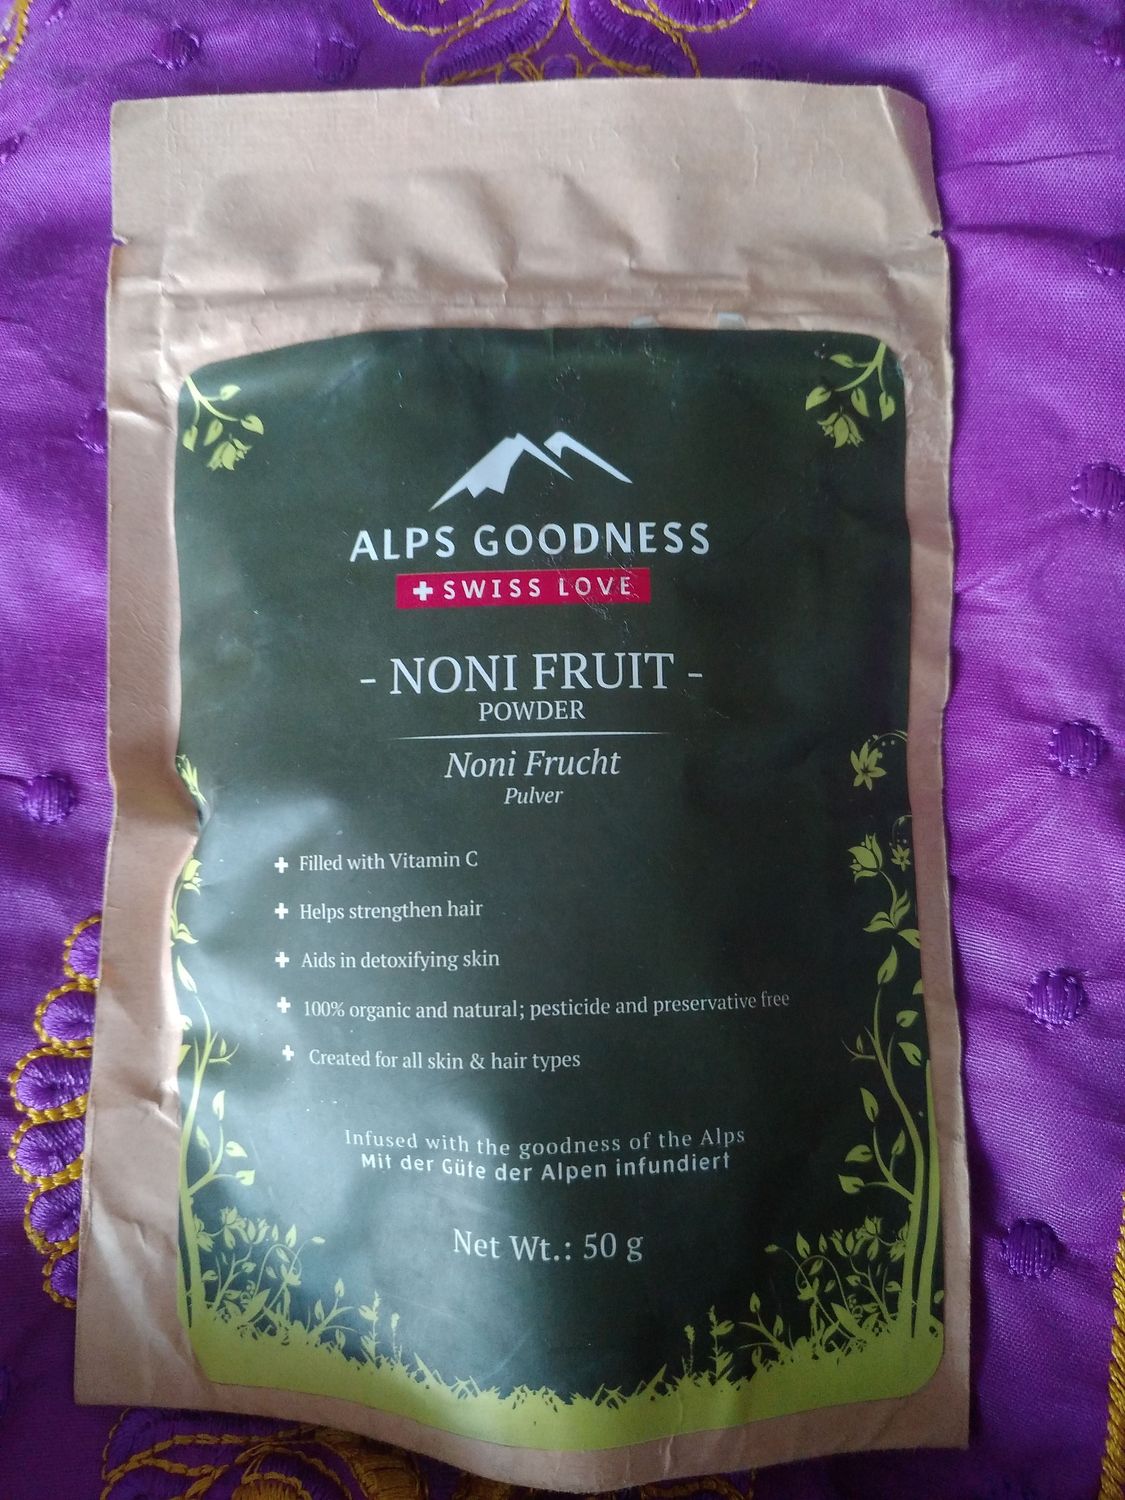 ALPS GOODNESS
SWISS LOVE
- NONI FRUIT -
POWDER
Noni Frucht
Pulver
Filled with Vitamin C
Helps strengthen hair
Aids in detoxifying skin
100% organic and natural; pesticide and preservative free
Created for all skin & hair types
Infused with the goodness of the Alps
Mit der Güte der Alpen infundiert
Net Wt.: 50 g